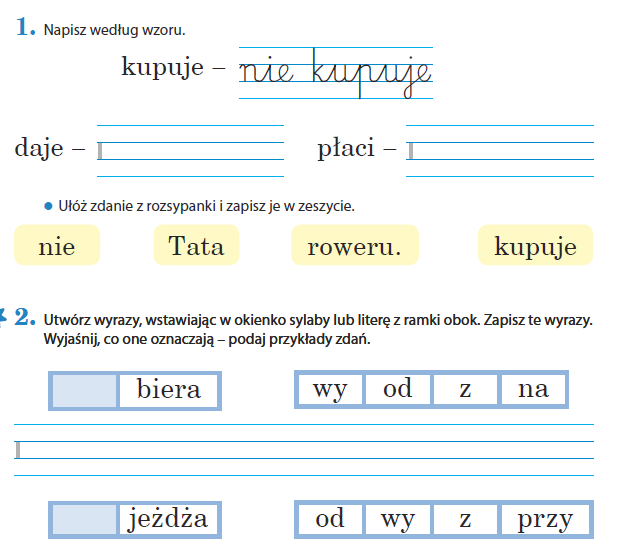 1. Napisz według wzoru.
kupuje – nie kupuje
daje – płaci –
• Ułóż zdanie z rozsypanki i zapisz je w zeszycie.
nie Tata roweru. kupuje
2. Utwórz wyrazy, wstawiając w okienko sylaby lub literę z ramki obok. Zapisz te wyrazy.
Wyjaśnij, co one oznaczają – podaj przykłady zdań.
biera wy od z na
jeżdża od wy z przy